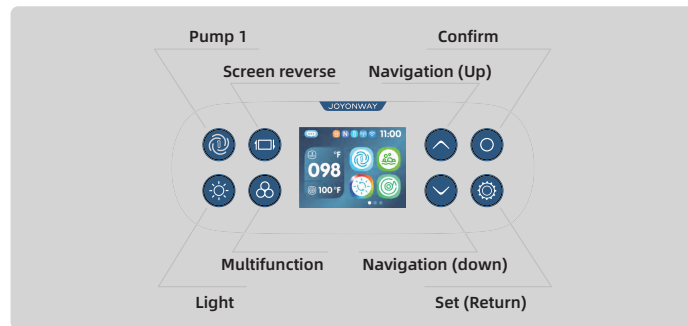 Pump 1
Confirm
Screen reverse
Navigation (Up)
JOYONWAY
N
11:00
°F
098
100 °F
Multifunction
Navigation (down)
Light
Set (Return)